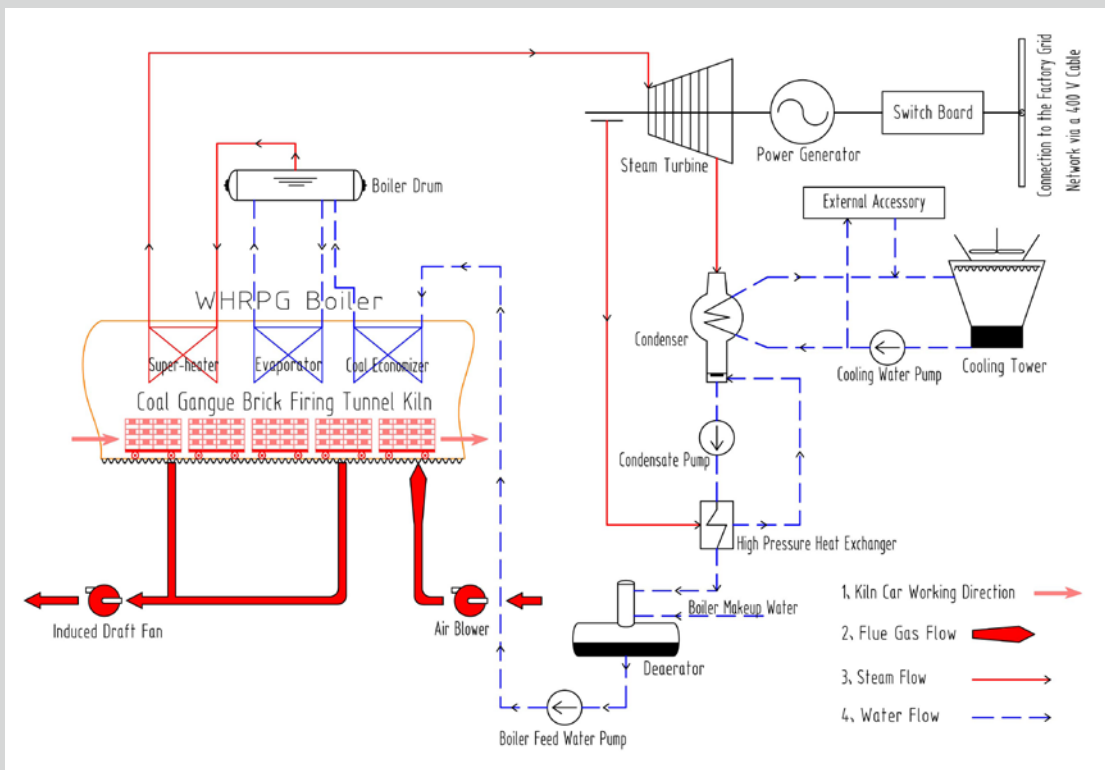 Steam Turbine
Power Generator
Switch Board
Connection to the Factory Grid
Network via a 400 V Cable
Boiler Drum
External Accessory
WHRPG Boiler
Super-heater
Evaporator
Coal Economizer
Condenser
Cooling Water Pump
Cooling Tower
Coal Gangue Brick Firing Tunnel Kiln
Condensate Pump
High Pressure Heat Exchanger
Induced Draft Fan
Air Blower
Boiler Makeup Water
Deaerator
Boiler Feed Water Pump
1、Kiln Car Working Direction
2、Flue Gas Flow
3、Steam Flow
4、Water Flow